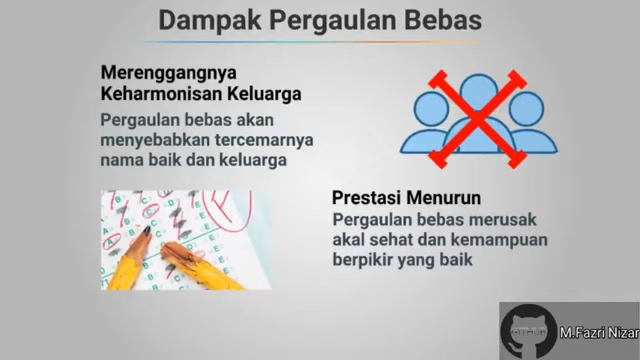 Dampak Pergaulan Bebas
Merenggangnya
Keharmonisan Keluarga
Pergaulan bebas akan
menyebabkan tercemarnya
nama baik dan keluarga
Prestasi Menurun
Pergaulan bebas merusak
akal sehat dan kemampuan
berpikir yang baik
GITHUB
M.Fazri Nizar